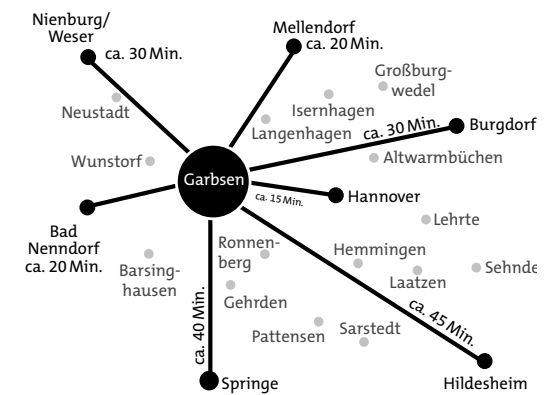 Nienburg/
Weser
ca. 30 Min.
Mellendorf
ca. 20 Min.
Großburg-
wedel
Neustadt
Isernhagen
Langenhagen
ca. 30 Min.
Burgdorf
Wunstorf
Altwarmbüchen
Garbsen
ca. 15 Min.
Hannover
Lehrte
Bad
Nenndorf
ca. 20 Min.
Barsing-
hausen
Ronnen-
berg
Hemmingen
Laatzen
Sehnde
Gehrden
ca. 40 Min.
Pattensen
Sarstedt
ca. 45 Min.
Springe
Hildesheim